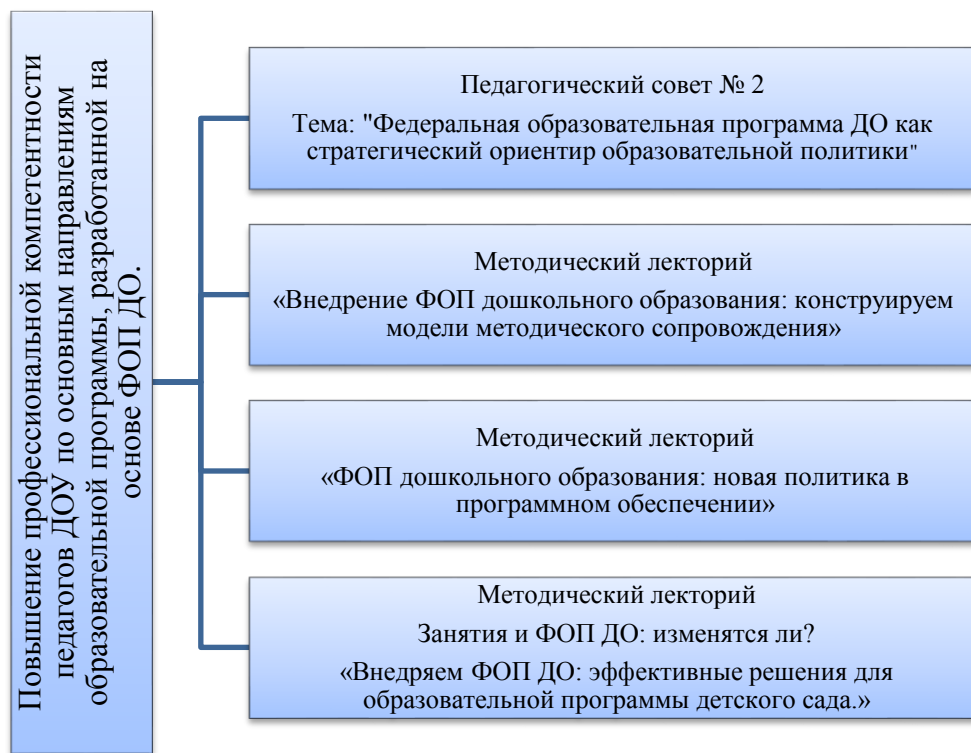 Повышение профессиональной компетентности
педагогов ДОУ по основным направлениям
образовательной программы, разработанной на
основе ФОП ДО.
Педагогический совет № 2
Тема: "Федеральная образовательная программа ДО как
стратегический ориентир образовательной политики"
Методический лекторий
«Внедрение ФОП дошкольного образования: конструируем
модели методического сопровождения»
Методический лекторий
«ФОП дошкольного образования: новая политика в
программном обеспечении»
Методический лекторий
Занятия и ФОП ДО: изменятся ли?
«Внедряем ФОП ДО: эффективные решения для
образовательной программы детского сада.»